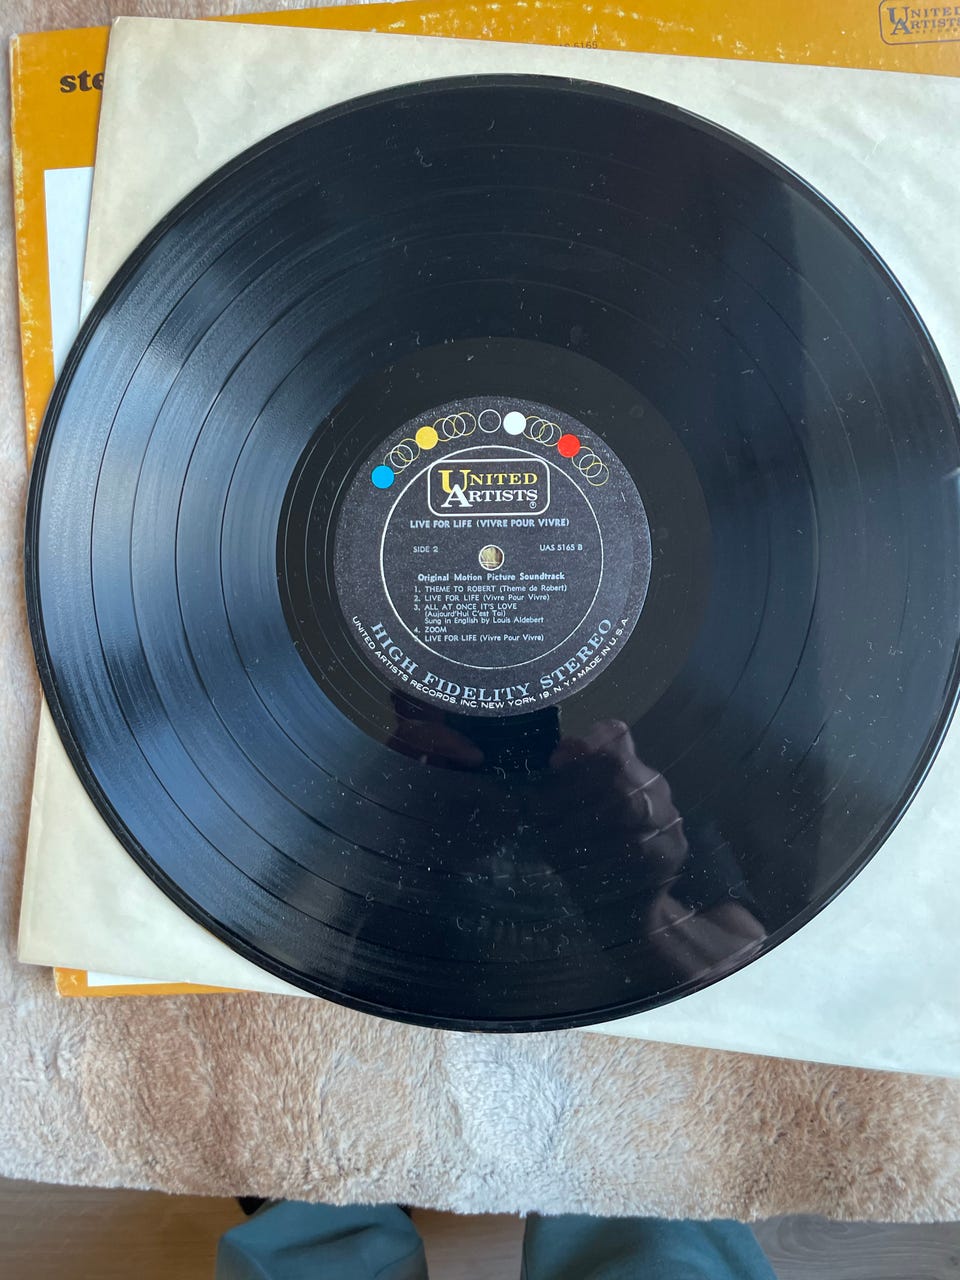 UNITED
ARTISTS
5165
ste
UNITED
ARTISTS
®
LIVE FOR LIFE (VIVRE POUR VIVRE)
SIDE 2
UAS 5165 B
Original Motion Picture Soundtrack
1. THEME TO ROBERT (Theme de Robert)
2. LIVE FOR LIFE (Vivre Pour Vivre)
3. ALL AT ONCE IT'S LOVE
(Aujourd'Hui C'est Toi)
Sung in English by Louis Aldebert
4. ZOOM
LIVE FOR LIFE (Vivre Pour Vivre)
HIGH FIDELITY STEREO
UNITED ARTISTS RECORDS, INC. NEW YORK 19, N.Y. • MADE IN U.S.A.